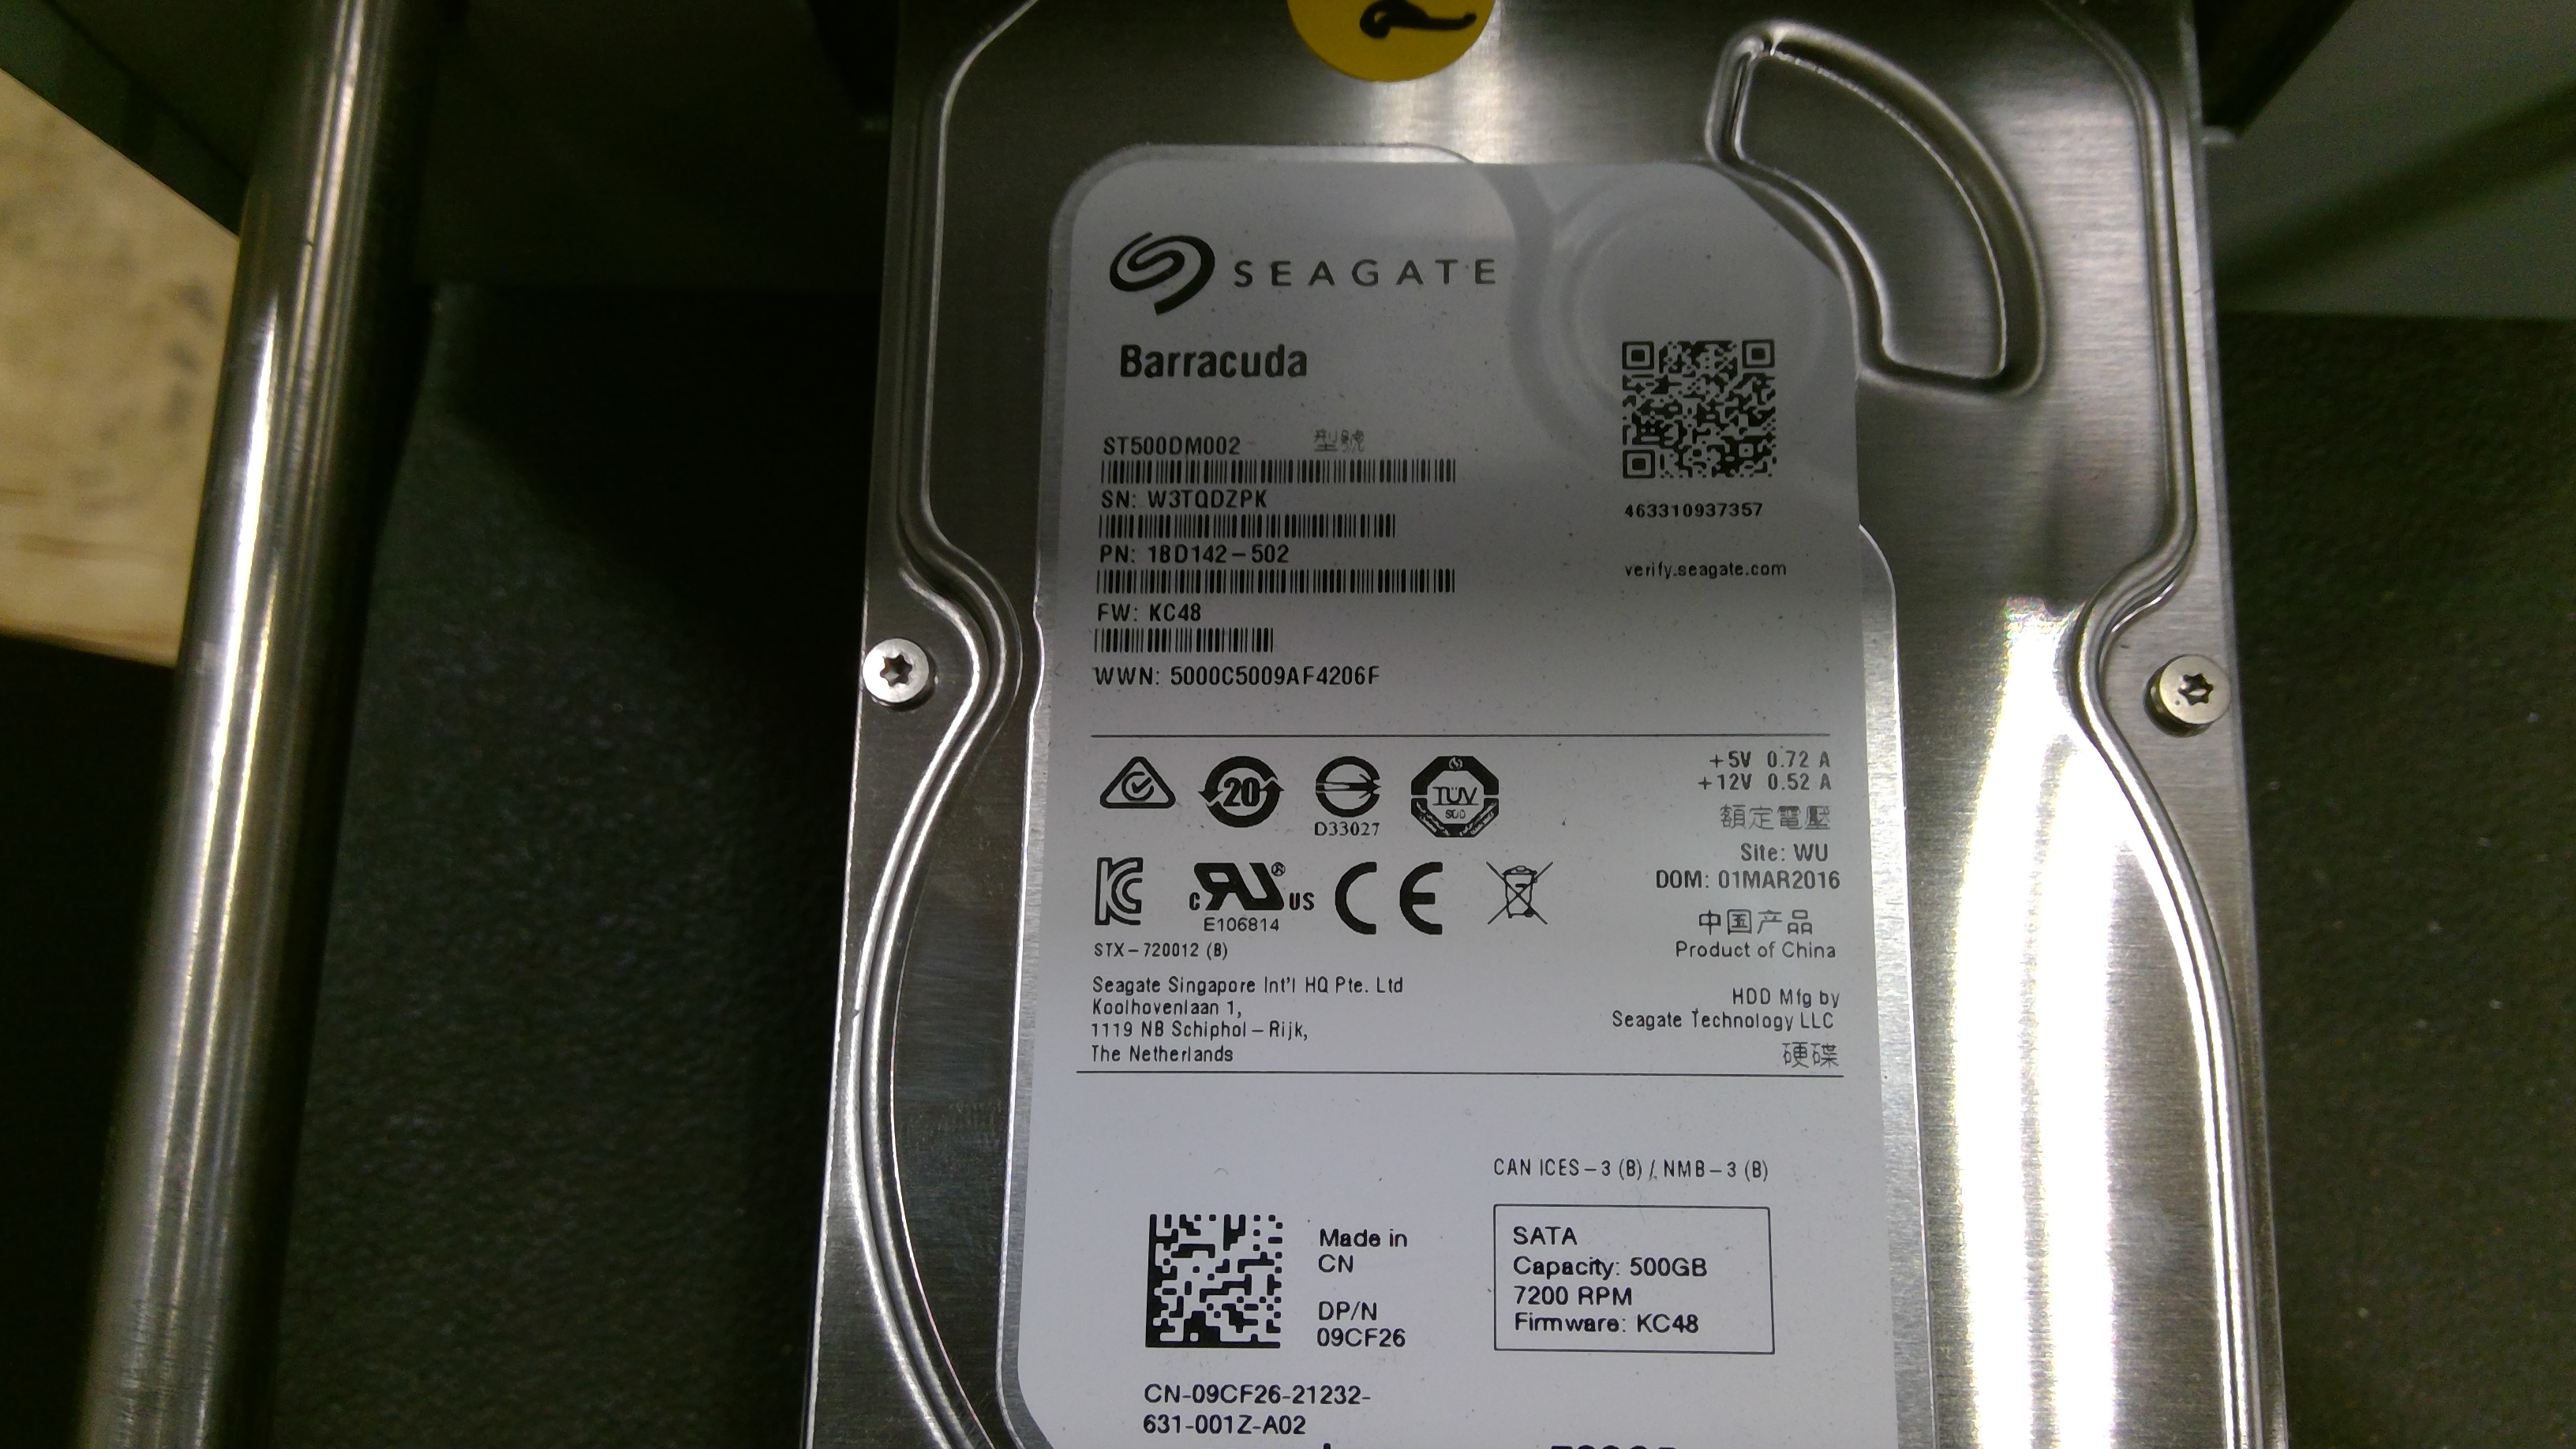 SEAGATE
Barracuda
ST500DM002 型號
SN: W3TQDZPK
PN: 1BD142-502
FW: KC48
WWN: 5000C5009AF4206F
463310937357
verify.seagate.com
+5V 0.72 A
+12V 0.52 A
額定電壓
Site: WU
DOM: 01MAR2016
中国产品
Product of China
HDD Mfg by
Seagate Technology LLC
硬碟
20
D33027
TÜV
SÜD
c RU ® US
E106814
CE
STX-720012 (B)
Seagate Singapore Int'l HQ Pte. Ltd
Koolhovenlaan 1,
1119 NB Schiphol-Rijk,
The Netherlands
CAN ICES-3 (B) / NMB-3 (B)
Made in
CN
DP/N
09CF26
SATA
Capacity: 500GB
7200 RPM
Firmware: KC48
CN-09CF26-21232-
631-001Z-A02